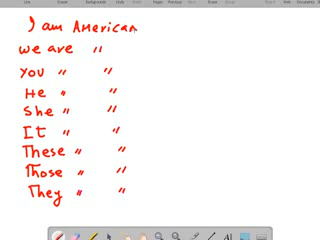 I am American
we are "
you " "
He " "
She " "
It " "
These " "
Those " "
They " "